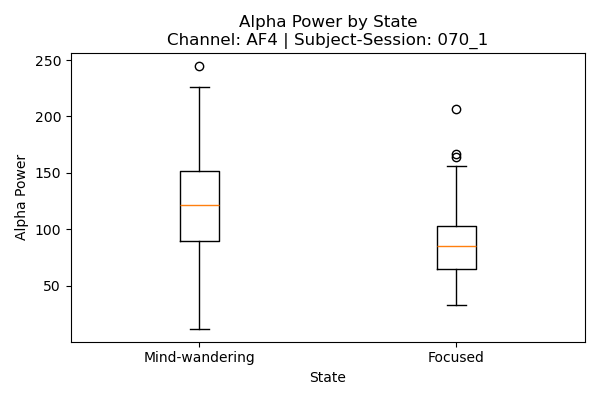 Alpha Power by State
Channel: AF4 | Subject-Session: 070_1
250
200
150
100
50
Alpha Power
Mind-wandering
Focused
State